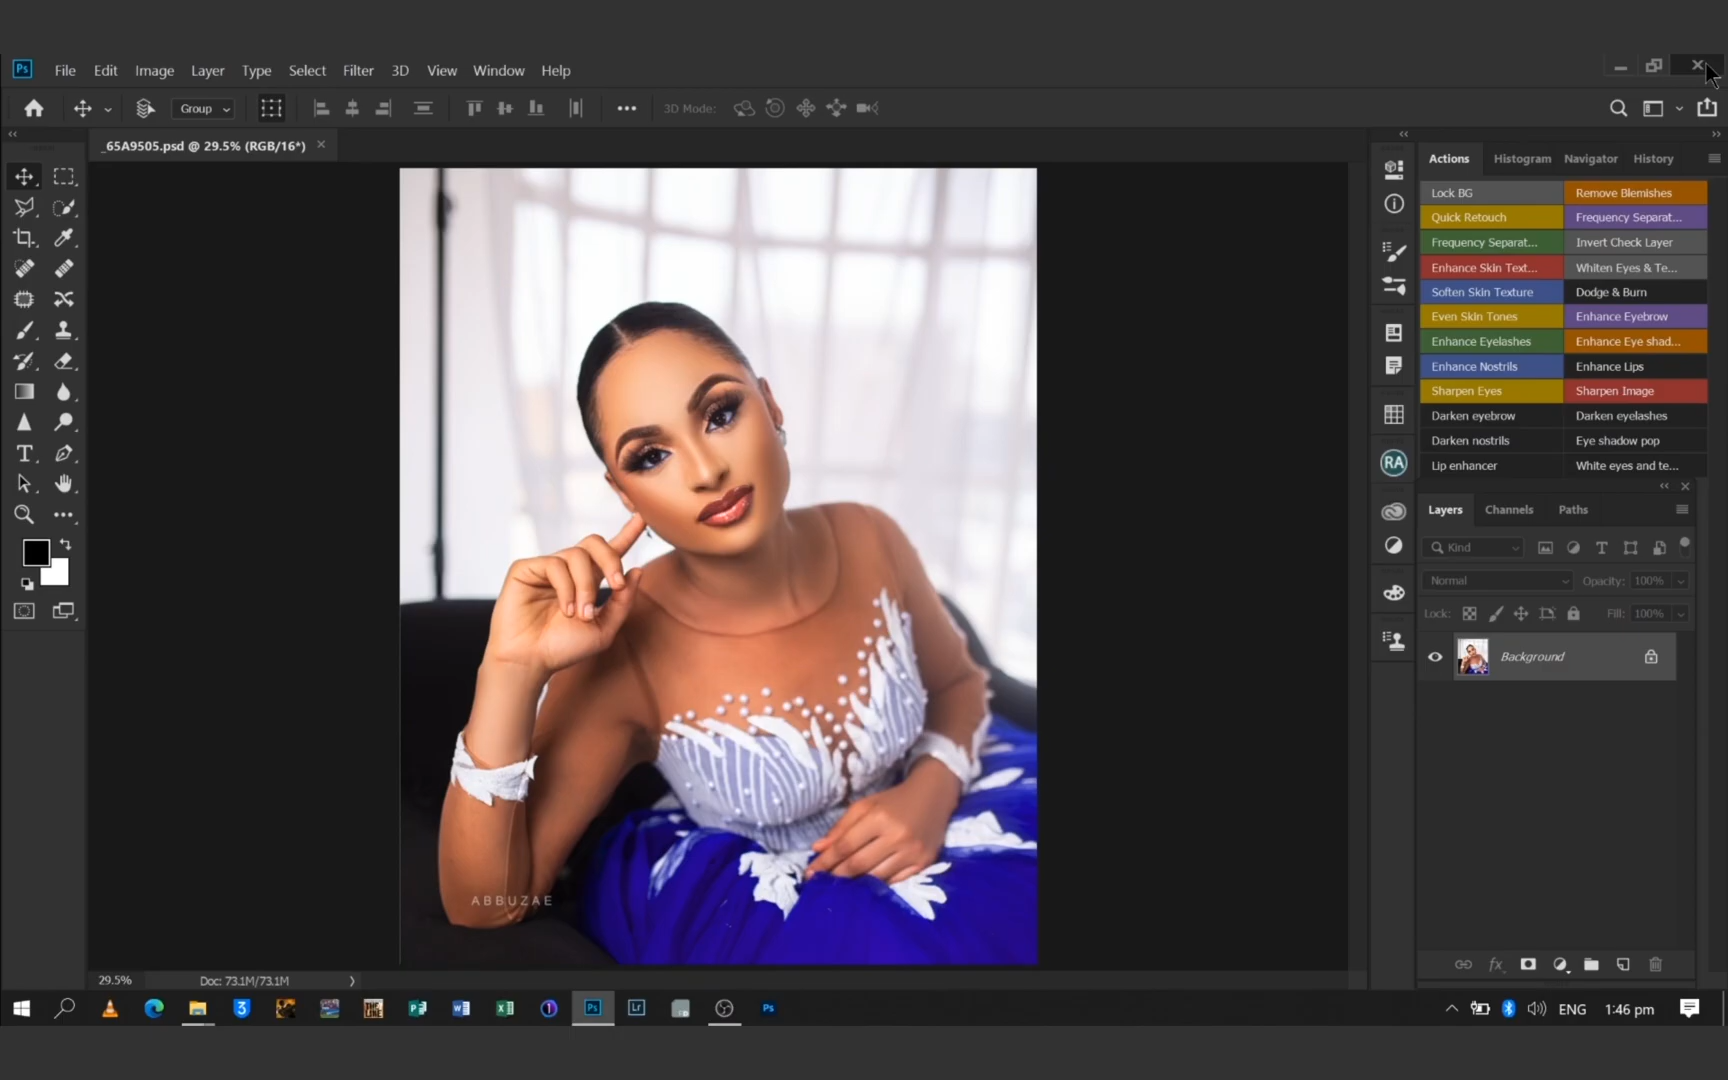 Ps File Edit Image Layer Type Select Filter 3D View Window Help
Group 3D Mode:
_65A9505.psd @ 29.5% (RGB/16*)
Actions Histogram Navigator History
Lock BG Remove Blemishes
Quick Retouch Frequency Separat...
Frequency Separat... Invert Check Layer
Enhance Skin Text... Whiten Eyes & Te...
Soften Skin Texture Dodge & Burn
Even Skin Tones Enhance Eyebrow
Enhance Eyelashes Enhance Eye shad...
Enhance Nostrils Enhance Lips
Sharpen Eyes Sharpen Image
Darken eyebrow Darken eyelashes
Darken nostrils Eye shadow pop
Lip enhancer White eyes and te...
RA
Layers Channels Paths
Kind
Normal Opacity: 100%
Lock: Fill: 100%
Background
fx
ABBUZAE
29.5% Doc: 73.1M/73.1M
Ps Lr Ps
ENG 1:46 pm